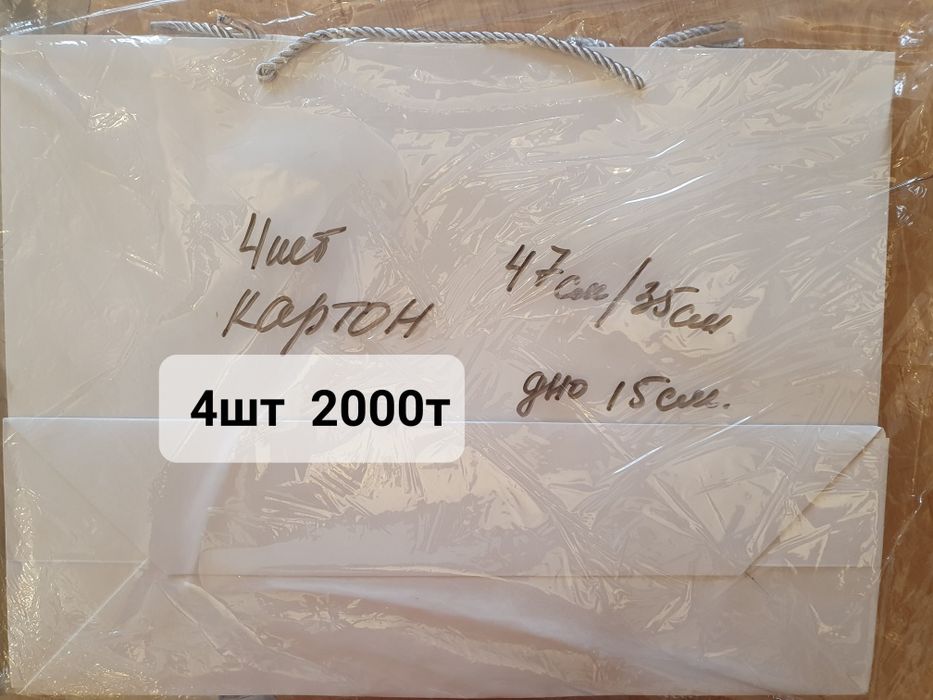 4шт
картон
47см/35см
дно 15см.
4шт 2000т